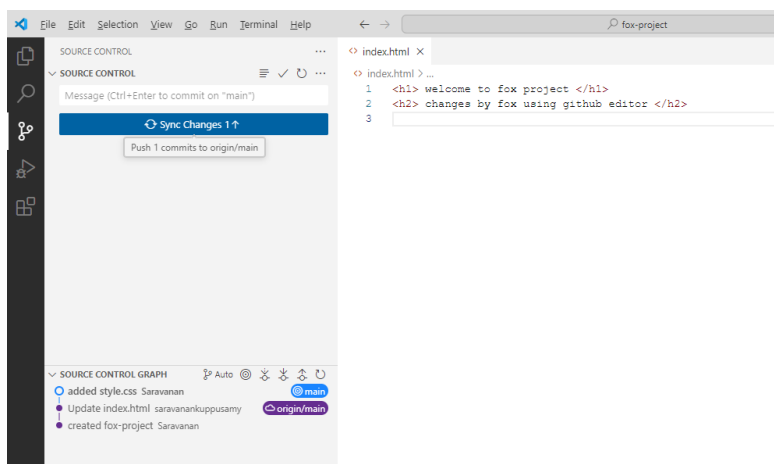 File Edit Selection View Go Run Terminal Help
fox-project
SOURCE CONTROL
SOURCE CONTROL
Message (Ctrl+Enter to commit on "main")
Sync Changes 1↑
Push 1 commits to origin/main
index.html
index.html > ...
1 <h1> welcome to fox project </h1>
2 <h2> changes by fox using github editor </h2>
3
SOURCE CONTROL GRAPH Auto
added style.css Saravanan main
Update index.html saravanankuppusamy origin/main
created fox-project Saravanan